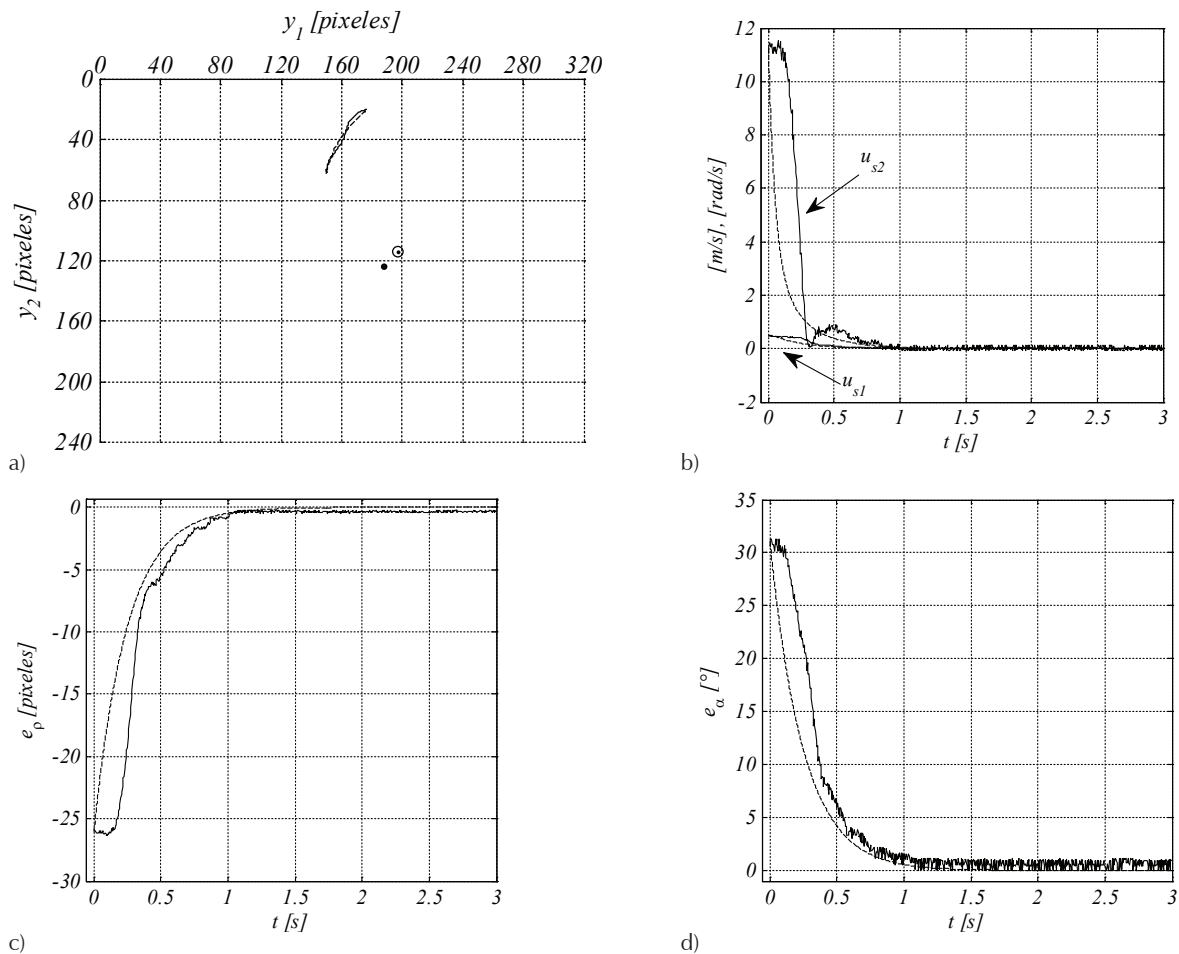 y1 [pixeles]
0 40 80 120 160 200 240 280 320
0
40
80
120
160
200
240
y2 [pixeles]
a)
12
10
8
6
4
2
0
-2
[m/s], [rad/s]
us2
us1
0 0.5 1 1.5 2 2.5 3
t [s]
b)
0
-5
-10
-15
-20
-25
-30
eρ [pixeles]
0 0.5 1 1.5 2 2.5 3
t [s]
c)
35
30
25
20
15
10
5
0
eα [°]
0 0.5 1 1.5 2 2.5 3
t [s]
d)